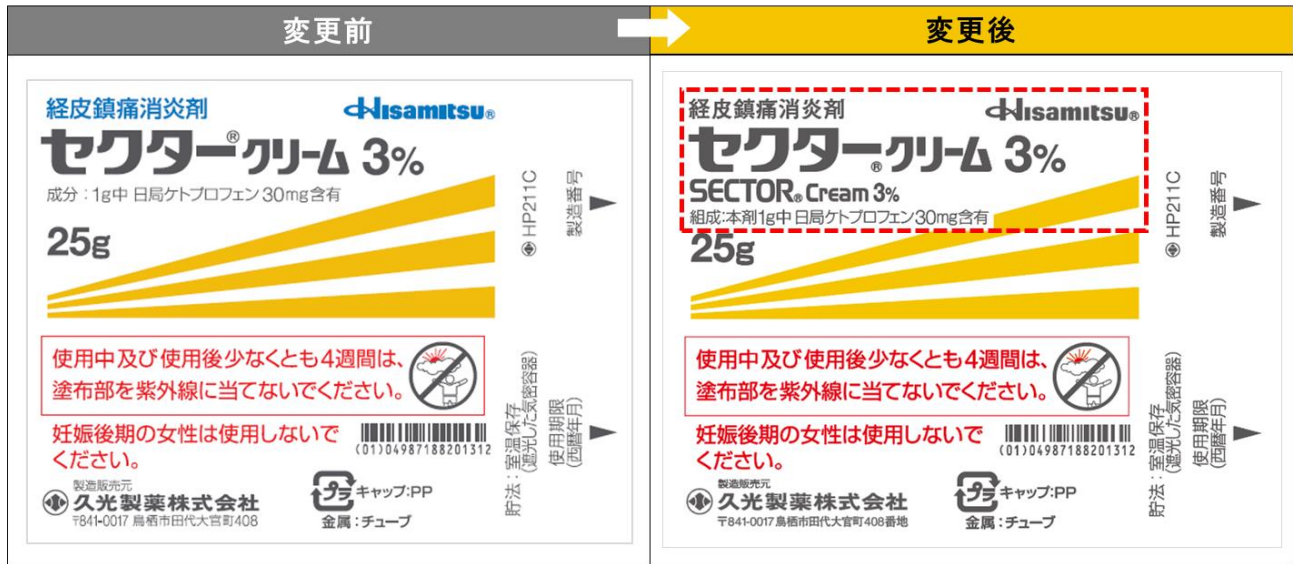 変更前
変更後
経皮鎮痛消炎剤
Hisamitsu®
セクター®クリーム 3%
成分：1g中 日局ケトプロフェン30mg含有
25g
HP211C
製造番号
使用中及び使用後少なくとも4週間は、
塗布部を紫外線に当てないでください。
妊娠後期の女性は使用しないで
ください。
(01)04987188201312
貯法：室温保存
(遮光した気密容器)
使用期限
(西暦年月)
製造販売元
久光製薬株式会社
〒841-0017 鳥栖市田代大官町408
プラ
キャップ:PP
金属：チューブ
経皮鎮痛消炎剤
Hisamitsu®
セクター®クリーム 3%
SECTOR® Cream 3%
組成:本剤1g中 日局ケトプロフェン30mg含有
25g
HP211C
製造番号
使用中及び使用後少なくとも4週間は、
塗布部を紫外線に当てないでください。
妊娠後期の女性は使用しないで
ください。
(01)04987188201312
貯法：室温保存
(遮光した気密容器)
使用期限
(西暦年月)
製造販売元
久光製薬株式会社
〒841-0017 鳥栖市田代大官町408番地
プラ
キャップ:PP
金属：チューブ